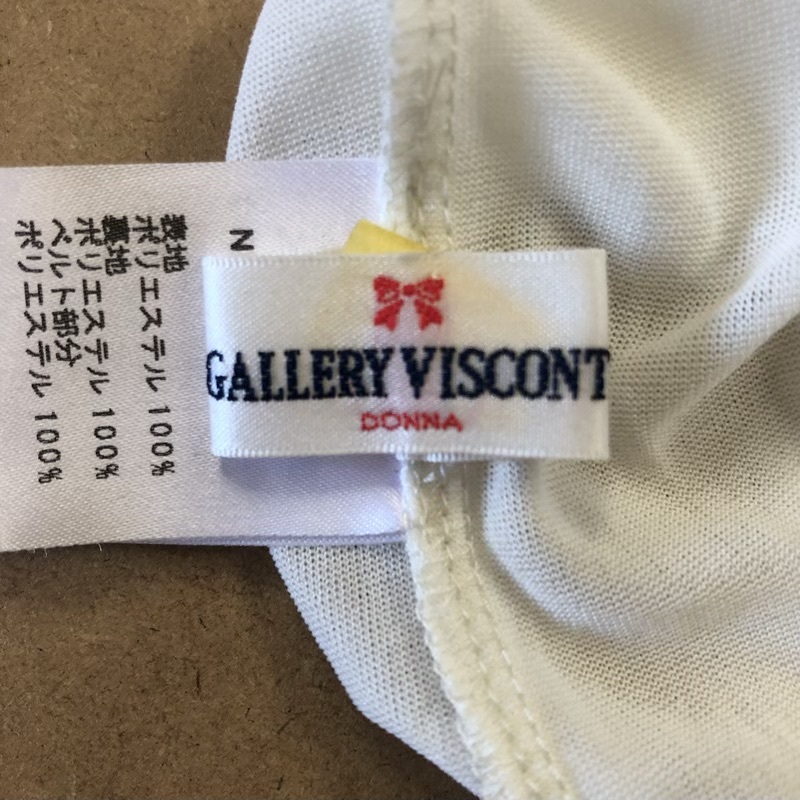 GALLERY VISCONT
DONNA
N
表地
ポリエステル 100%
裏地
ポリエステル 100%
ベルト部分
ポリエステル 100%